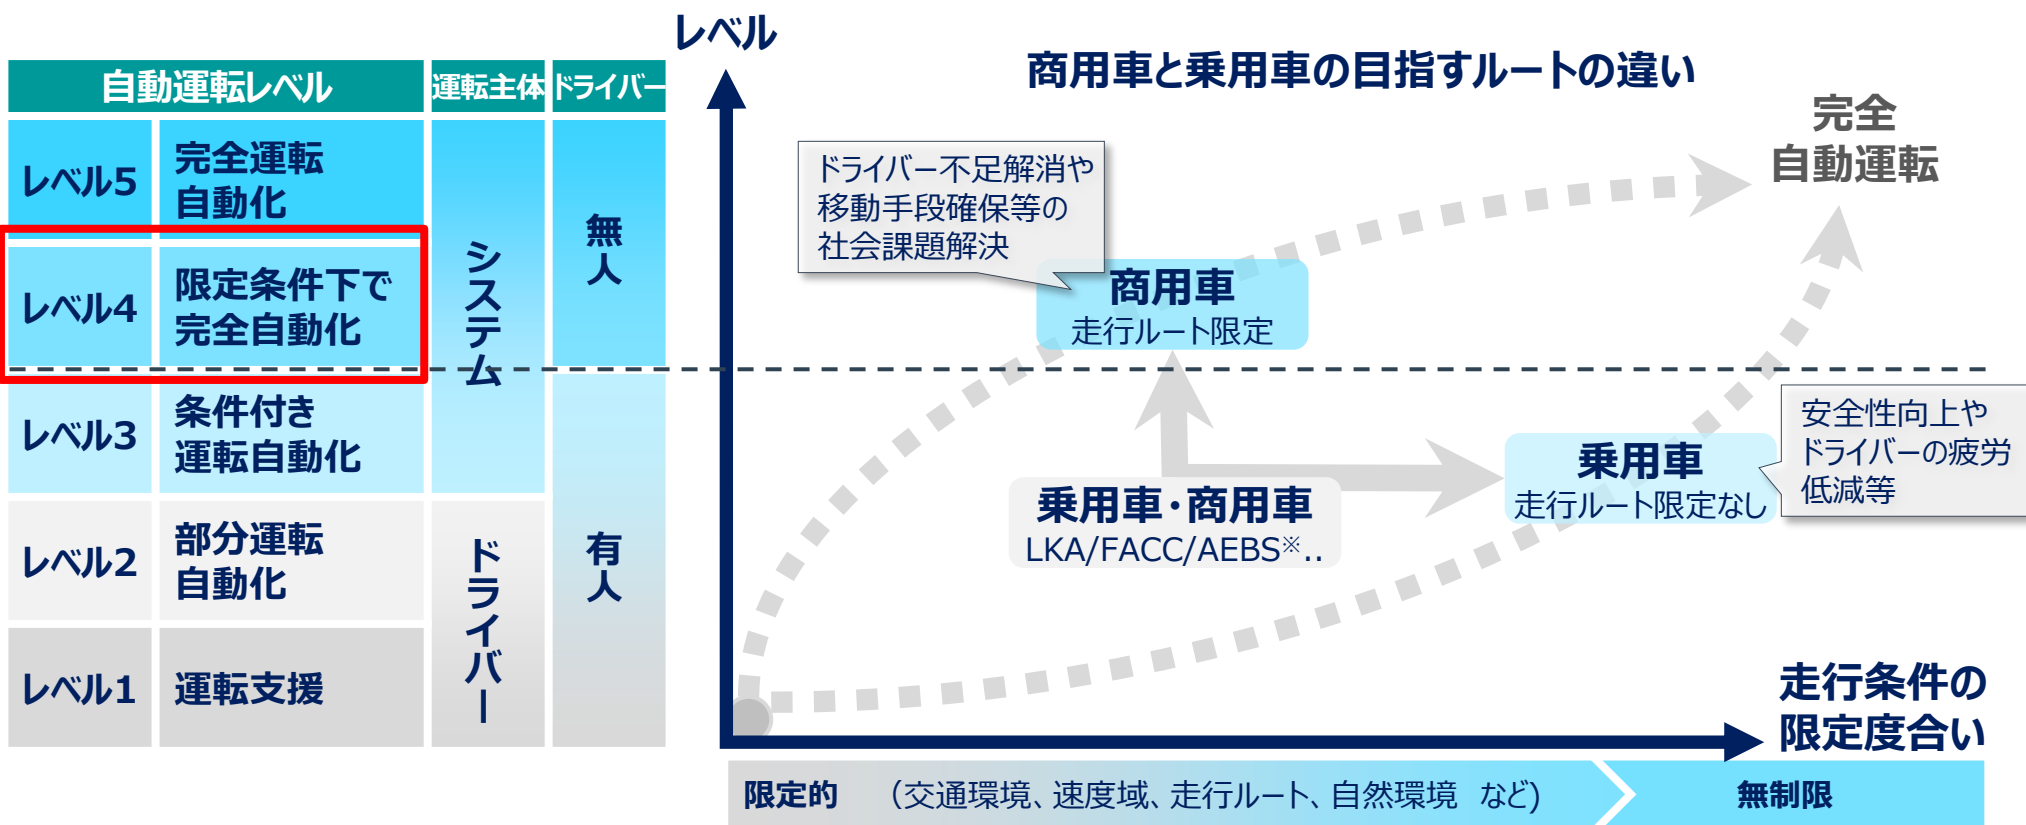 自動運転レベル
運転主体
ドライバー
レベル5
完全運転
自動化
レベル4
限定条件下で
完全自動化
レベル3
条件付き
運転自動化
レベル2
部分運転
自動化
レベル1
運転支援
システム
ドライバー
無人
有人
レベル
商用車と乗用車の目指すルートの違い
完全
自動運転
ドライバー不足解消や
移動手段確保等の
社会課題解決
商用車
走行ルート限定
安全性向上や
ドライバーの疲労
低減等
乗用車
走行ルート限定なし
乗用車・商用車
LKA/FACC/AEBS※..
走行条件の
限定度合い
限定的 （交通環境、速度域、走行ルート、自然環境 など)
無制限